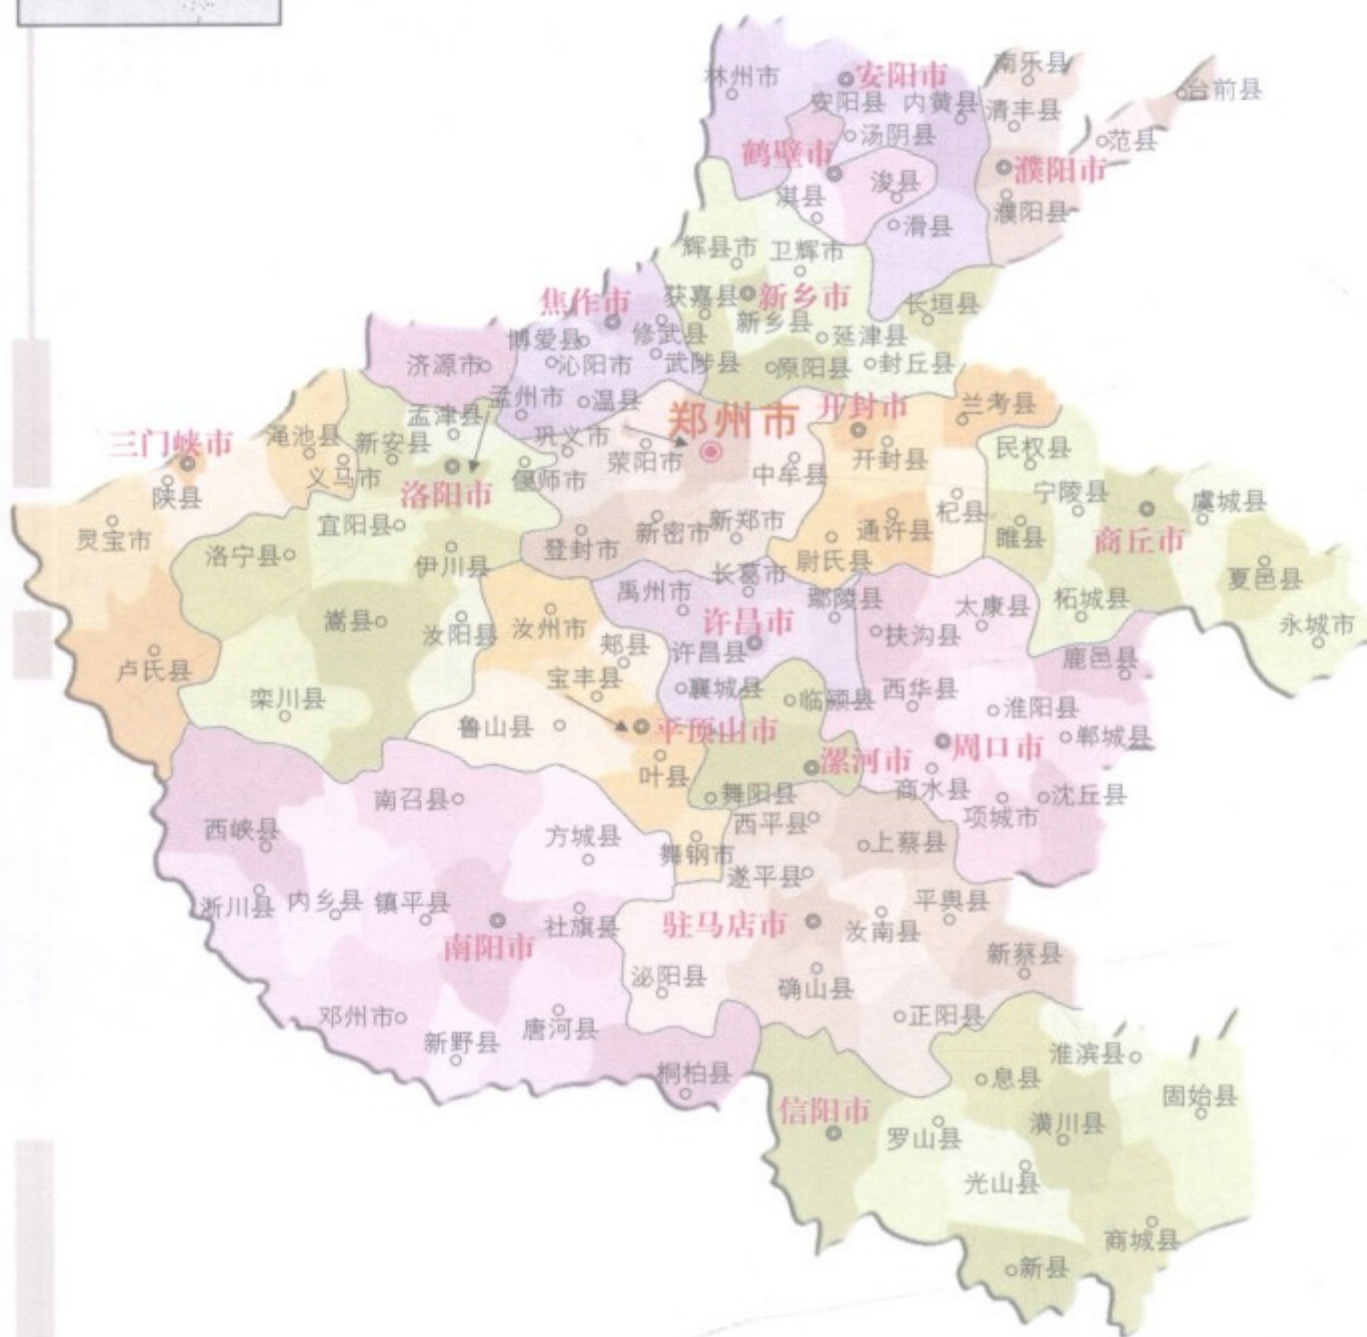 南乐县
林州市
安阳市
台前县
安阳县
内黄县
清丰县
汤阴县
范县
鹤壁市
濮阳市
浚县
淇县
濮阳县
滑县
辉县市
卫辉市
焦作市
获嘉县
新乡市
长垣县
新乡县
博爱县
修武县
延津县
济源市
沁阳市
武陟县
原阳县
封丘县
孟州市
温县
孟津县
郑州市
开封市
兰考县
三门峡市
渑池县
新安县
巩义市
民权县
荥阳市
开封县
义马市
偃师市
中牟县
陕县
洛阳市
宁陵县
虞城县
灵宝市
宜阳县
新密市
新郑市
通许县
杞县
睢县
商丘市
洛宁县
登封市
伊川县
尉氏县
长葛市
夏邑县
禹州市
鄢陵县
太康县
柘城县
嵩县
汝阳县
汝州市
许昌市
扶沟县
永城市
郏县
许昌县
鹿邑县
卢氏县
宝丰县
襄城县
西华县
栾川县
临颍县
淮阳县
鲁山县
平顶山市
周口市
郸城县
漯河市
叶县
南召县
舞阳县
商水县
沈丘县
项城市
西峡县
方城县
西平县
上蔡县
舞钢市
遂平县
淅川县
内乡县
镇平县
社旗县
驻马店市
汝南县
平舆县
南阳市
新蔡县
泌阳县
确山县
邓州市
唐河县
正阳县
新野县
淮滨县
桐柏县
息县
固始县
信阳市
罗山县
潢川县
光山县
商城县
新县